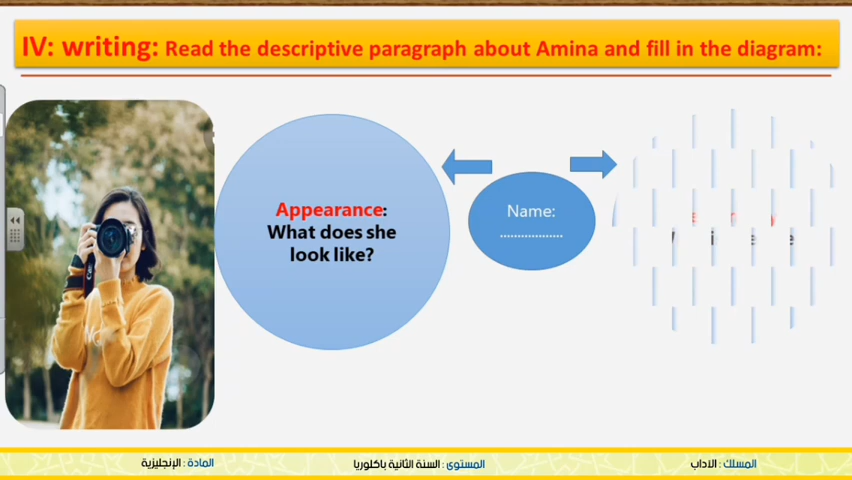 IV: writing: Read the descriptive paragraph about Amina and fill in the diagram:
Appearance:
What does she
look like?
Name:
..................
المادة : الإنجليزية
المستوى : السنة الثانية باكلوريا
المسلك : الآداب